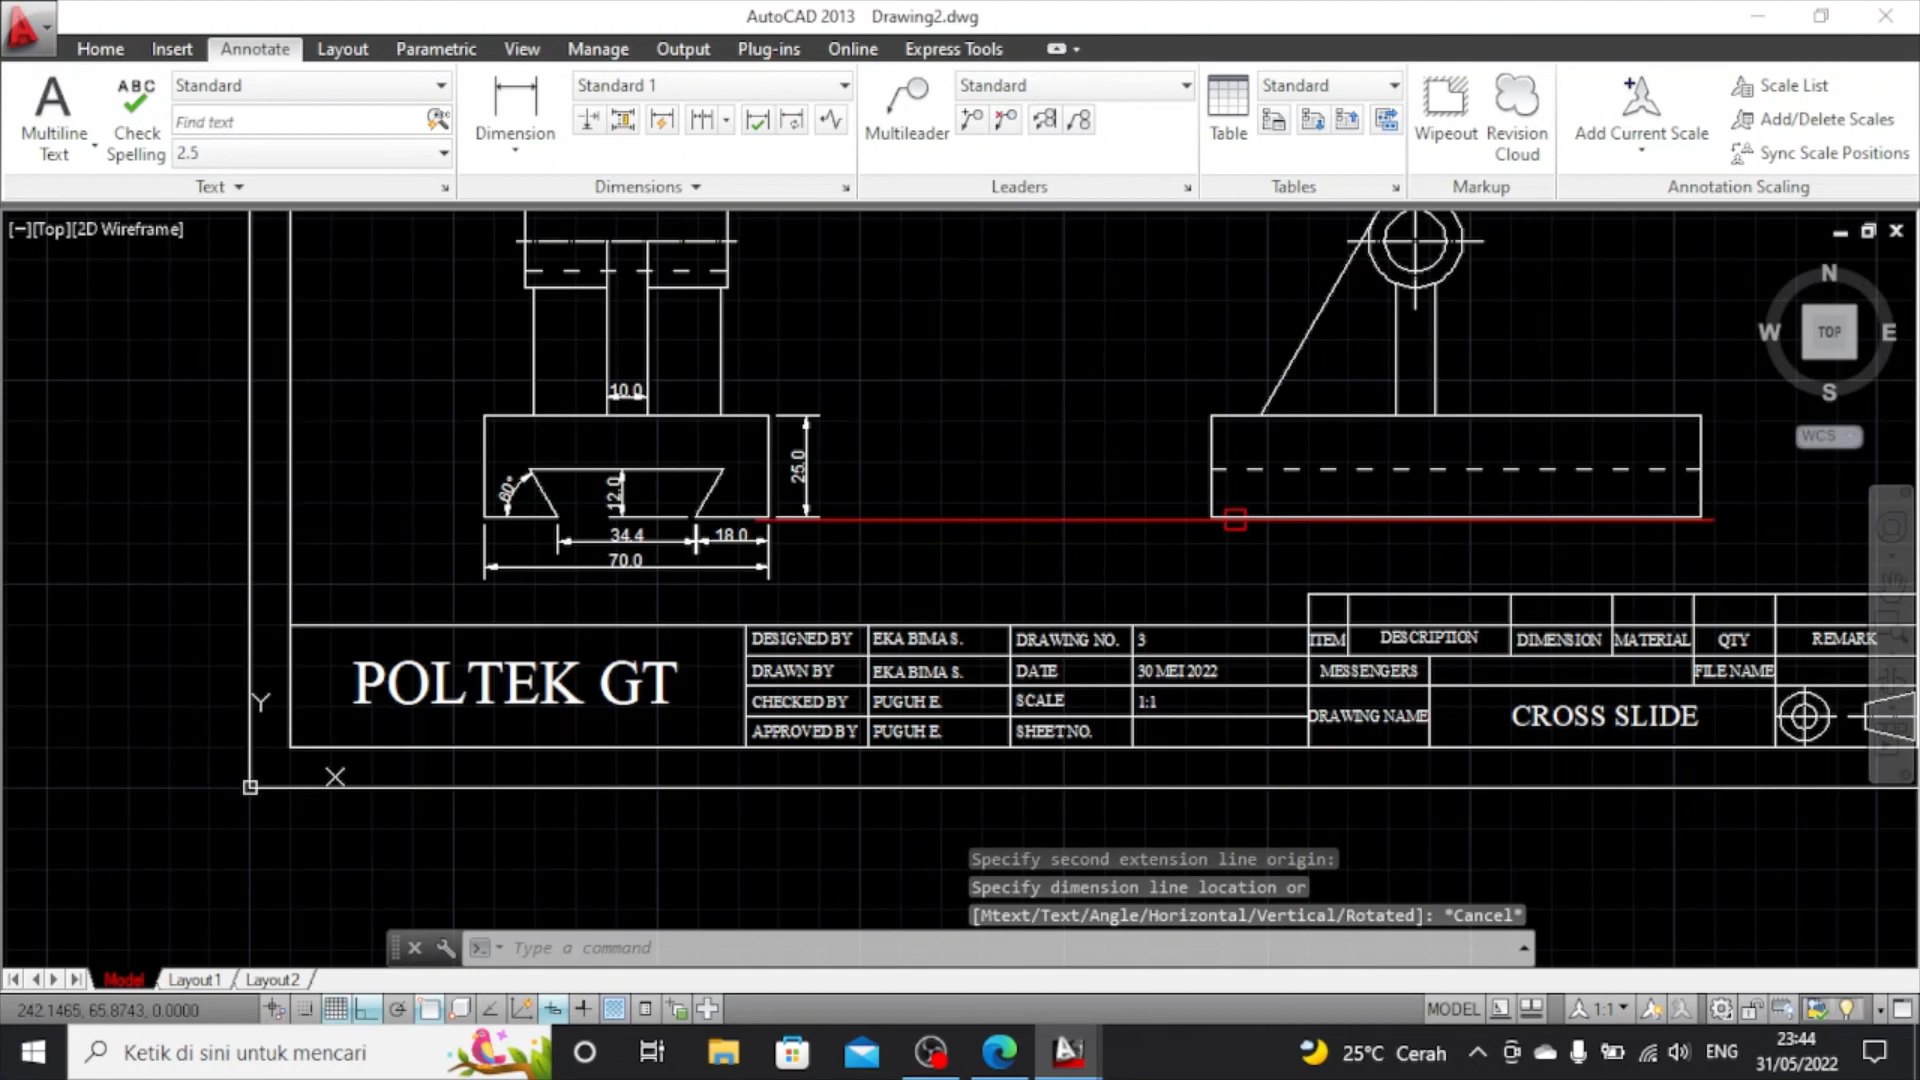 AutoCAD 2013 Drawing2.dwg
Home Insert Annotate Layout Parametric View Manage Output Plug-ins Online Express Tools
Multiline Text
ABC Check Spelling
Standard
Find text
2.5
Text
Dimension
Standard 1
Dimensions
Multileader
Standard
Leaders
Table
Standard
Tables
Wipeout
Revision Cloud
Markup
Add Current Scale
Scale List
Add/Delete Scales
Sync Scale Positions
Annotation Scaling
[−][Top][2D Wireframe]
N
W TOP E
S
WCS
10.0
25.0
60°
12.0
34.4 18.0
70.0
POLTEK GT
DESIGNED BY EKA BIMA S. DRAWING NO. 3
DRAWN BY EKA BIMA S. DATE 30 MEI 2022
CHECKED BY PUGUH E. SCALE 1:1
APPROVED BY PUGUH E. SHEET NO.
ITEM DESCRIPTION DIMENSION MATERIAL QTY REMARK
MESSENGERS FILE NAME
DRAWING NAME CROSS SLIDE
Y
X
Specify second extension line origin:
Specify dimension line location or
[Mtext/Text/Angle/Horizontal/Vertical/Rotated]: *Cancel*
Type a command
Model Layout1 Layout2
242.1465, 65.8743, 0.0000 MODEL 1:1
Ketik di sini untuk mencari
25°C Cerah ENG
23:44
31/05/2022